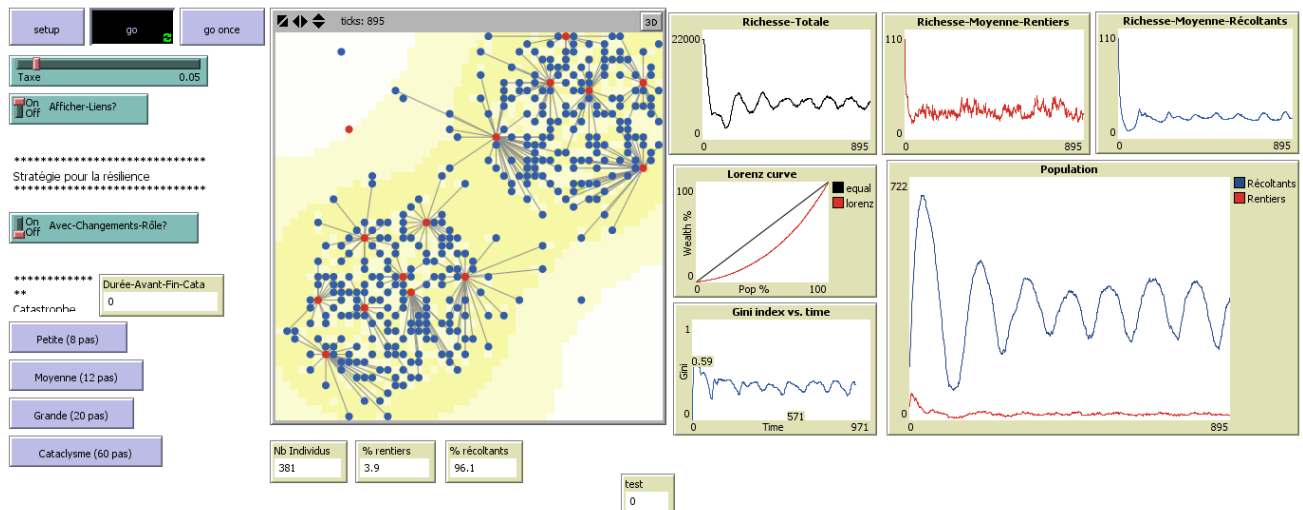 setup
go
go once
Taxe
0.05
On
Off
Afficher-Liens?
****************************
Stratégie pour la résilience
****************************
On
Off
Avec-Changements-Rôle?
************
**
Catastrophe
Durée-Avant-Fin-Cata
0
Petite (8 pas)
Moyenne (12 pas)
Grande (20 pas)
Cataclysme (60 pas)
ticks: 895
3D
Nb Individus
381
% rentiers
3.9
% récoltants
96.1
test
0
Richesse-Totale
22000
0
0
895
Richesse-Moyenne-Rentiers
110
0
0
895
Richesse-Moyenne-Récoltants
110
0
0
895
Lorenz curve
100
Wealth %
0
0
Pop %
100
equal
lorenz
Gini index vs. time
1
Gini
0.59
0
0
571
Time
971
Population
722
0
0
895
Récoltants
Rentiers